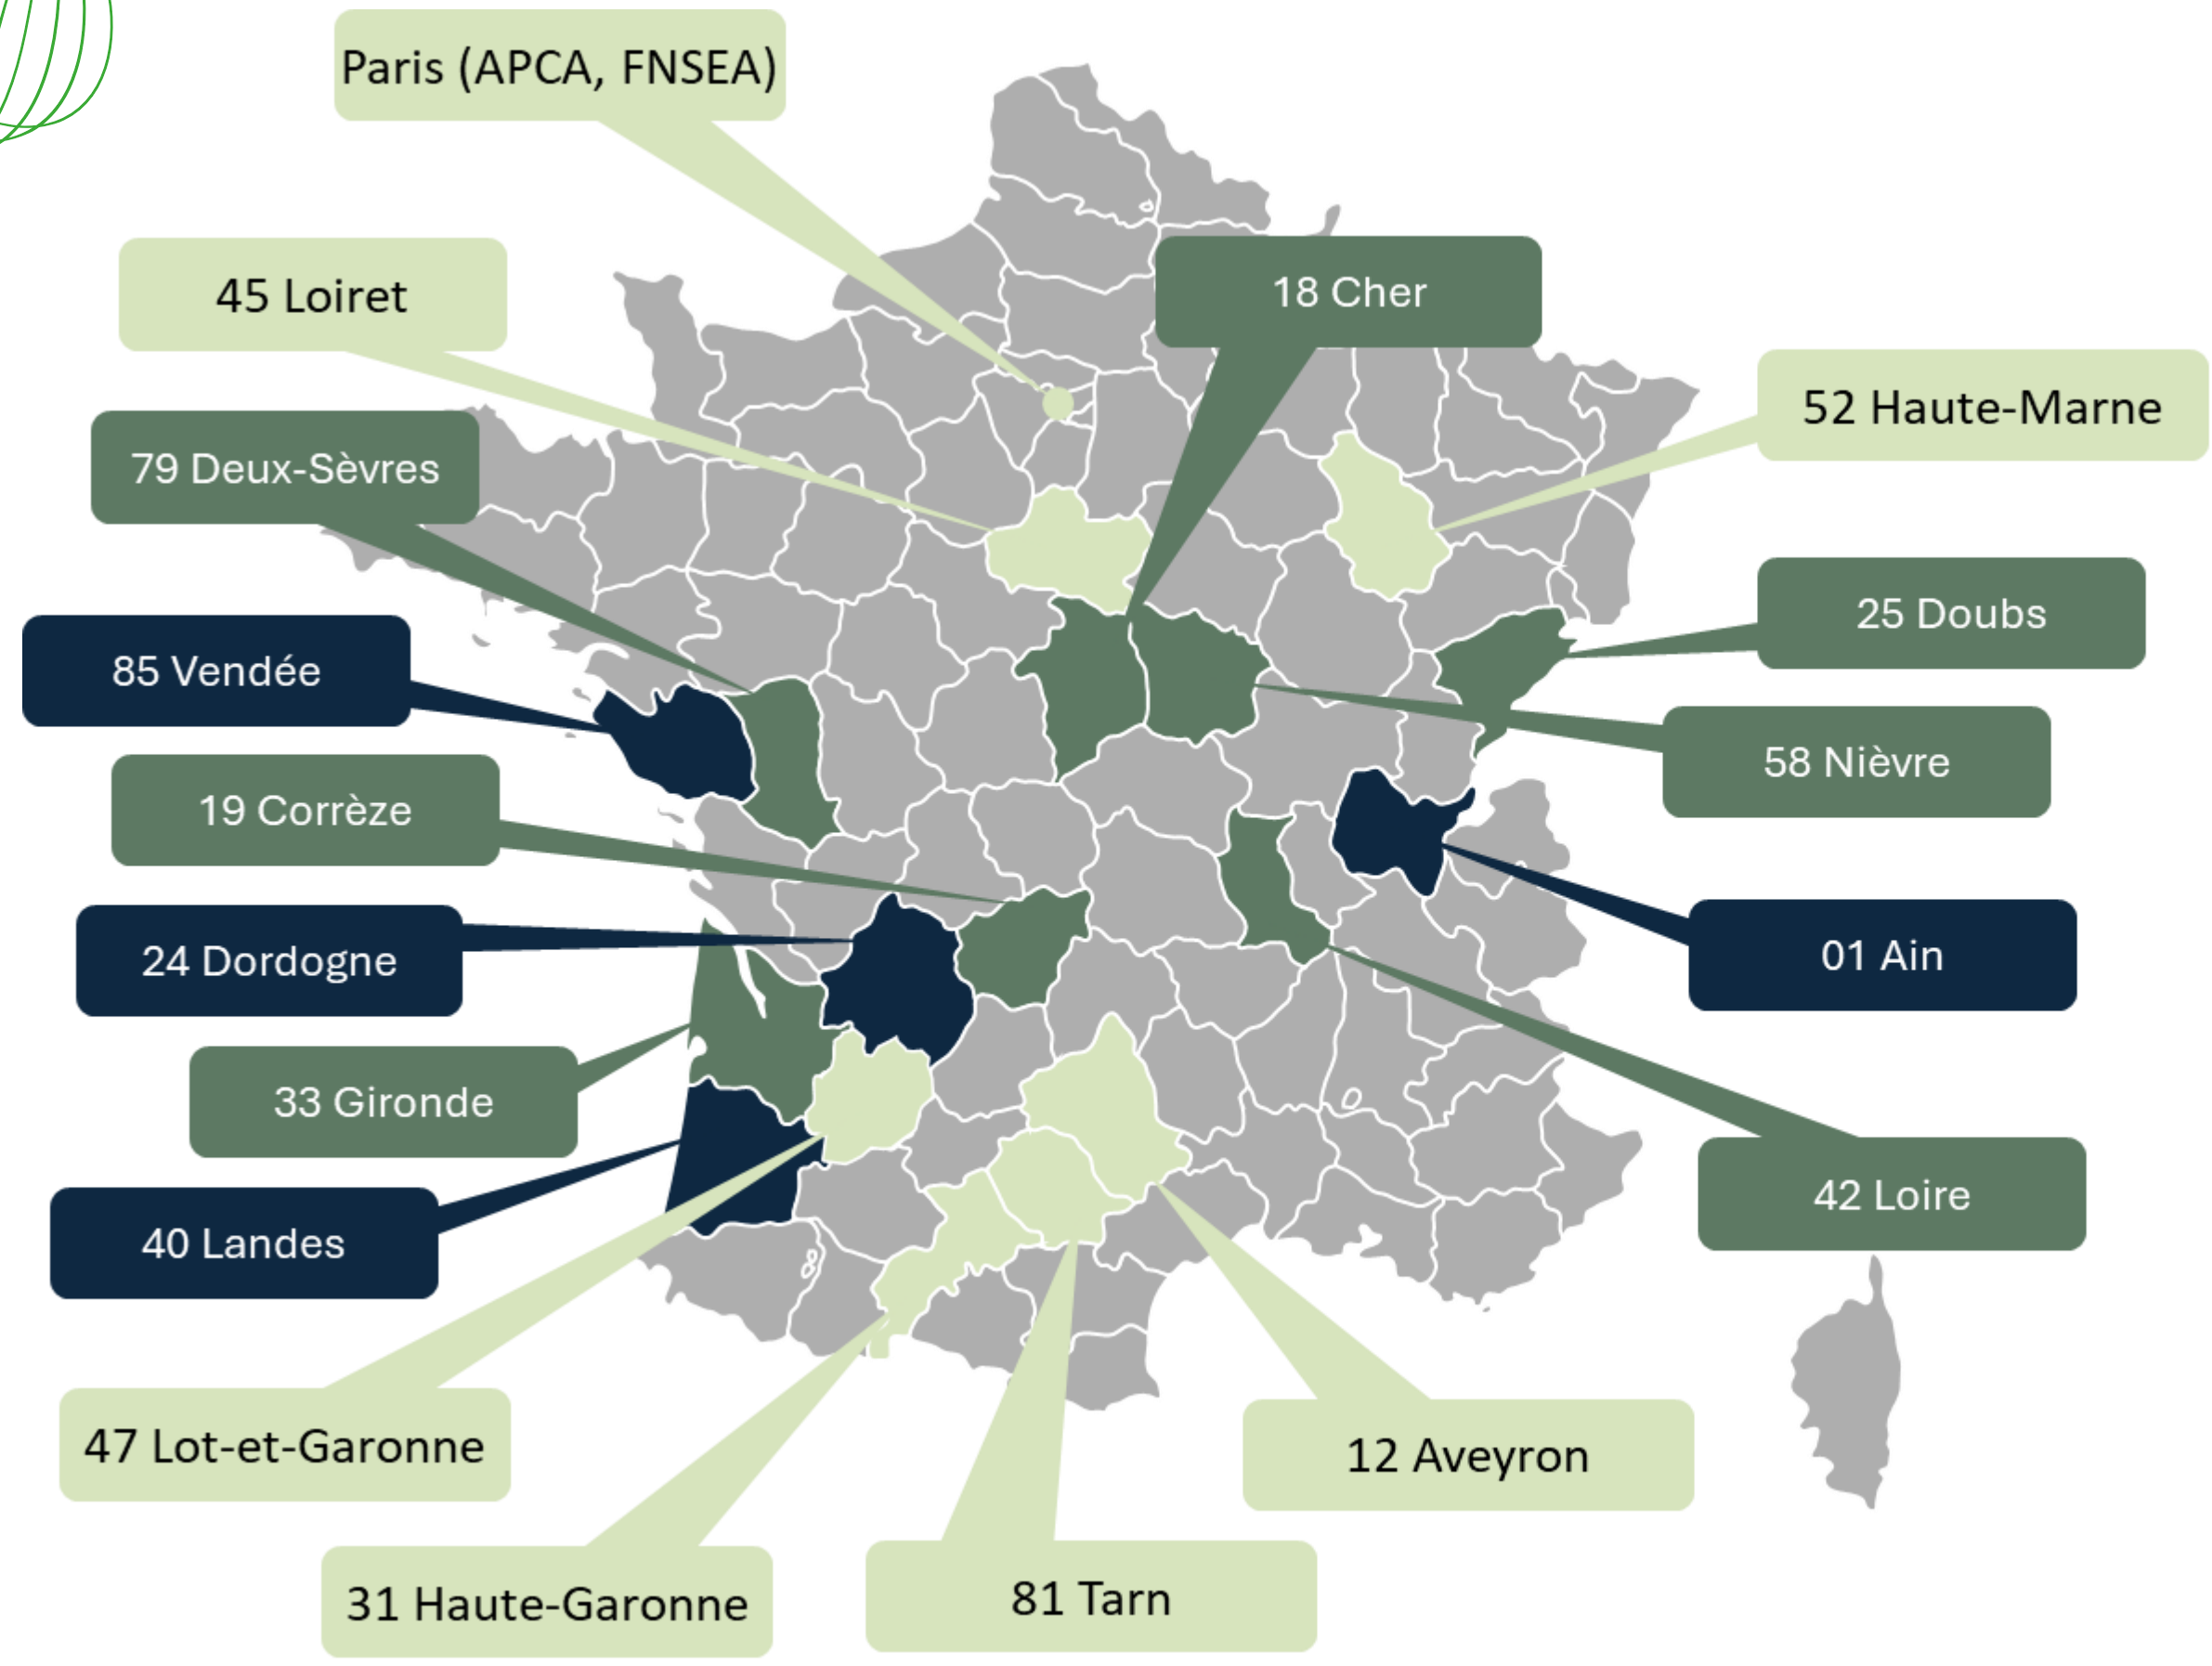 Paris (APCA, FNSEA)
45 Loiret
18 Cher
52 Haute-Marne
79 Deux-Sèvres
25 Doubs
85 Vendée
58 Nièvre
19 Corrèze
24 Dordogne
01 Ain
33 Gironde
42 Loire
40 Landes
47 Lot-et-Garonne
12 Aveyron
31 Haute-Garonne
81 Tarn